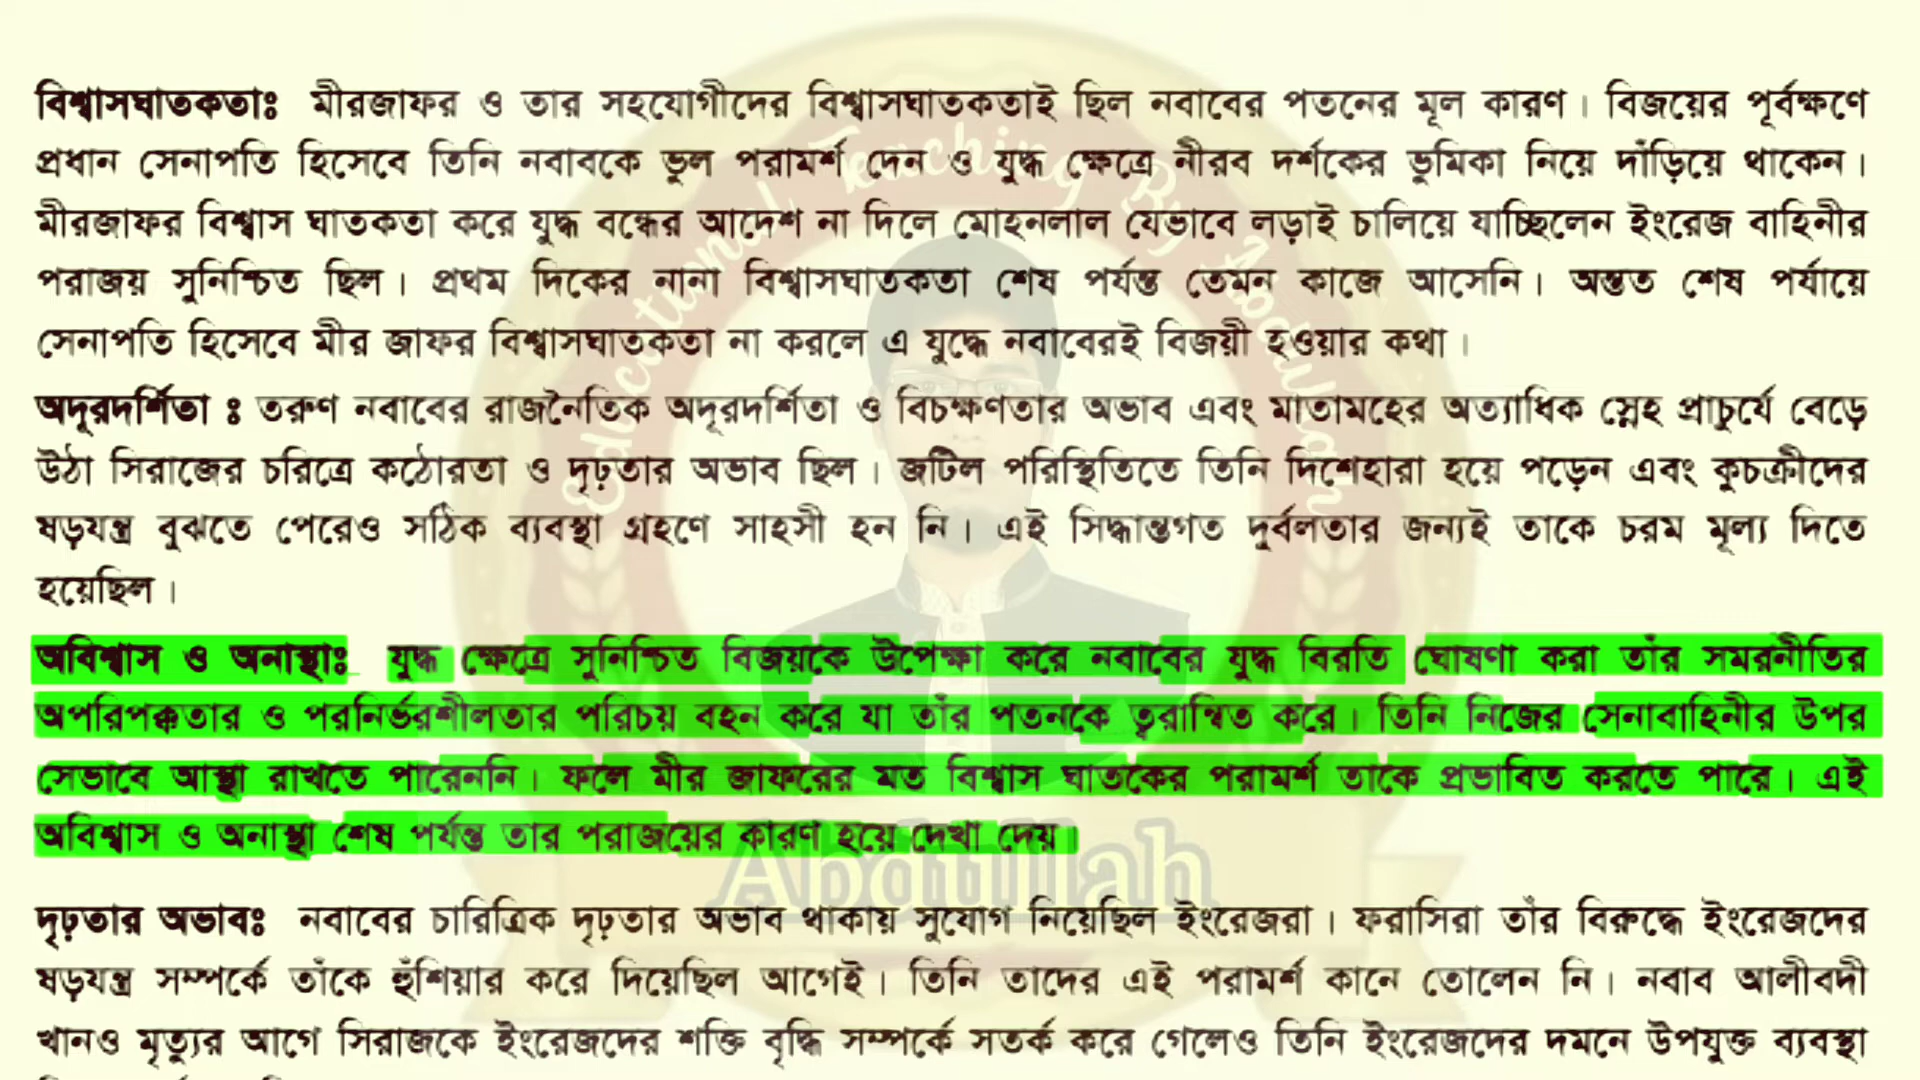 বিশ্বাসঘাতকতাঃ মীরজাফর ও তার সহযোগীদের বিশ্বাসঘাতকতাই ছিল নবাবের পতনের মূল কারণ। বিজয়ের পূর্বক্ষণে
প্রধান সেনাপতি হিসেবে তিনি নবাবকে ভুল পরামর্শ দেন ও যুদ্ধ ক্ষেত্রে নীরব দর্শকের ভুমিকা নিয়ে দাঁড়িয়ে থাকেন।
মীরজাফর বিশ্বাস ঘাতকতা করে যুদ্ধ বন্ধের আদেশ না দিলে মোহনলাল যেভাবে লড়াই চালিয়ে যাচ্ছিলেন ইংরেজ বাহিনীর
পরাজয় সুনিশ্চিত ছিল। প্রথম দিকের নানা বিশ্বাসঘাতকতা শেষ পর্যন্ত তেমন কাজে আসেনি। অন্তত শেষ পর্যায়ে
সেনাপতি হিসেবে মীর জাফর বিশ্বাসঘাতকতা না করলে এ যুদ্ধে নবাবেরই বিজয়ী হওয়ার কথা।
অদূরদর্শিতা ঃ তরুণ নবাবের রাজনৈতিক অদূরদর্শিতা ও বিচক্ষণতার অভাব এবং মাতামহের অত্যাধিক স্নেহ প্রাচুর্যে বেড়ে
উঠা সিরাজের চরিত্রে কঠোরতা ও দৃঢ়তার অভাব ছিল। জটিল পরিস্থিতিতে তিনি দিশেহারা হয়ে পড়েন এবং কুচক্রীদের
ষড়যন্ত্র বুঝতে পেরেও সঠিক ব্যবস্থা গ্রহণে সাহসী হন নি। এই সিদ্ধান্তগত দুর্বলতার জন্যই তাকে চরম মূল্য দিতে
হয়েছিল।
অবিশ্বাস ও অনাস্থাঃ যুদ্ধ ক্ষেত্রে সুনিশ্চিত বিজয়কে উপেক্ষা করে নবাবের যুদ্ধ বিরতি ঘোষণা করা তাঁর সমরনীতির
অপরিপক্কতার ও পরনির্ভরশীলতার পরিচয় বহন করে যা তাঁর পতনকে ত্বরান্বিত করে। তিনি নিজের সেনাবাহিনীর উপর
সেভাবে আস্থা রাখতে পারেননি। ফলে মীর জাফরের মত বিশ্বাস ঘাতকের পরামর্শ তাকে প্রভাবিত করতে পারে। এই
অবিশ্বাস ও অনাস্থা শেষ পর্যন্ত তার পরাজয়ের কারণ হয়ে দেখা দেয়।
দৃঢ়তার অভাবঃ নবাবের চারিত্রিক দৃঢ়তার অভাব থাকায় সুযোগ নিয়েছিল ইংরেজরা। ফরাসিরা তাঁর বিরুদ্ধে ইংরেজদের
ষড়যন্ত্র সম্পর্কে তাঁকে হুঁশিয়ার করে দিয়েছিল আগেই। তিনি তাদের এই পরামর্শ কানে তোলেন নি। নবাব আলীবর্দী
খানও মৃত্যুর আগে সিরাজকে ইংরেজদের শক্তি বৃদ্ধি সম্পর্কে সতর্ক করে গেলেও তিনি ইংরেজদের দমনে উপযুক্ত ব্যবস্থা
Educational Teaching By Abdullah
Abdullah